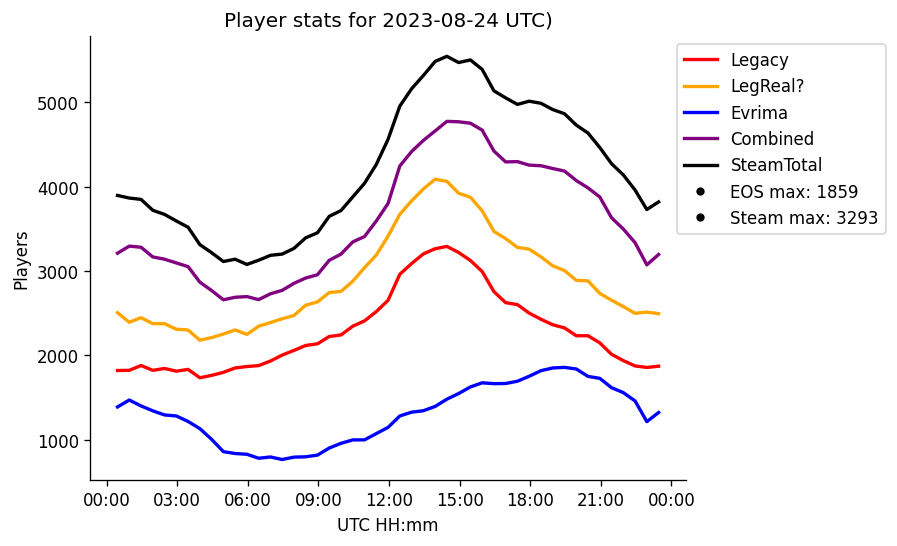 Player stats for 2023-08-24 UTC)
Legacy
LegReal?
Evrima
Combined
SteamTotal
EOS max: 1859
Steam max: 3293
Players
5000
4000
3000
2000
1000
00:00 03:00 06:00 09:00 12:00 15:00 18:00 21:00 00:00
UTC HH:mm